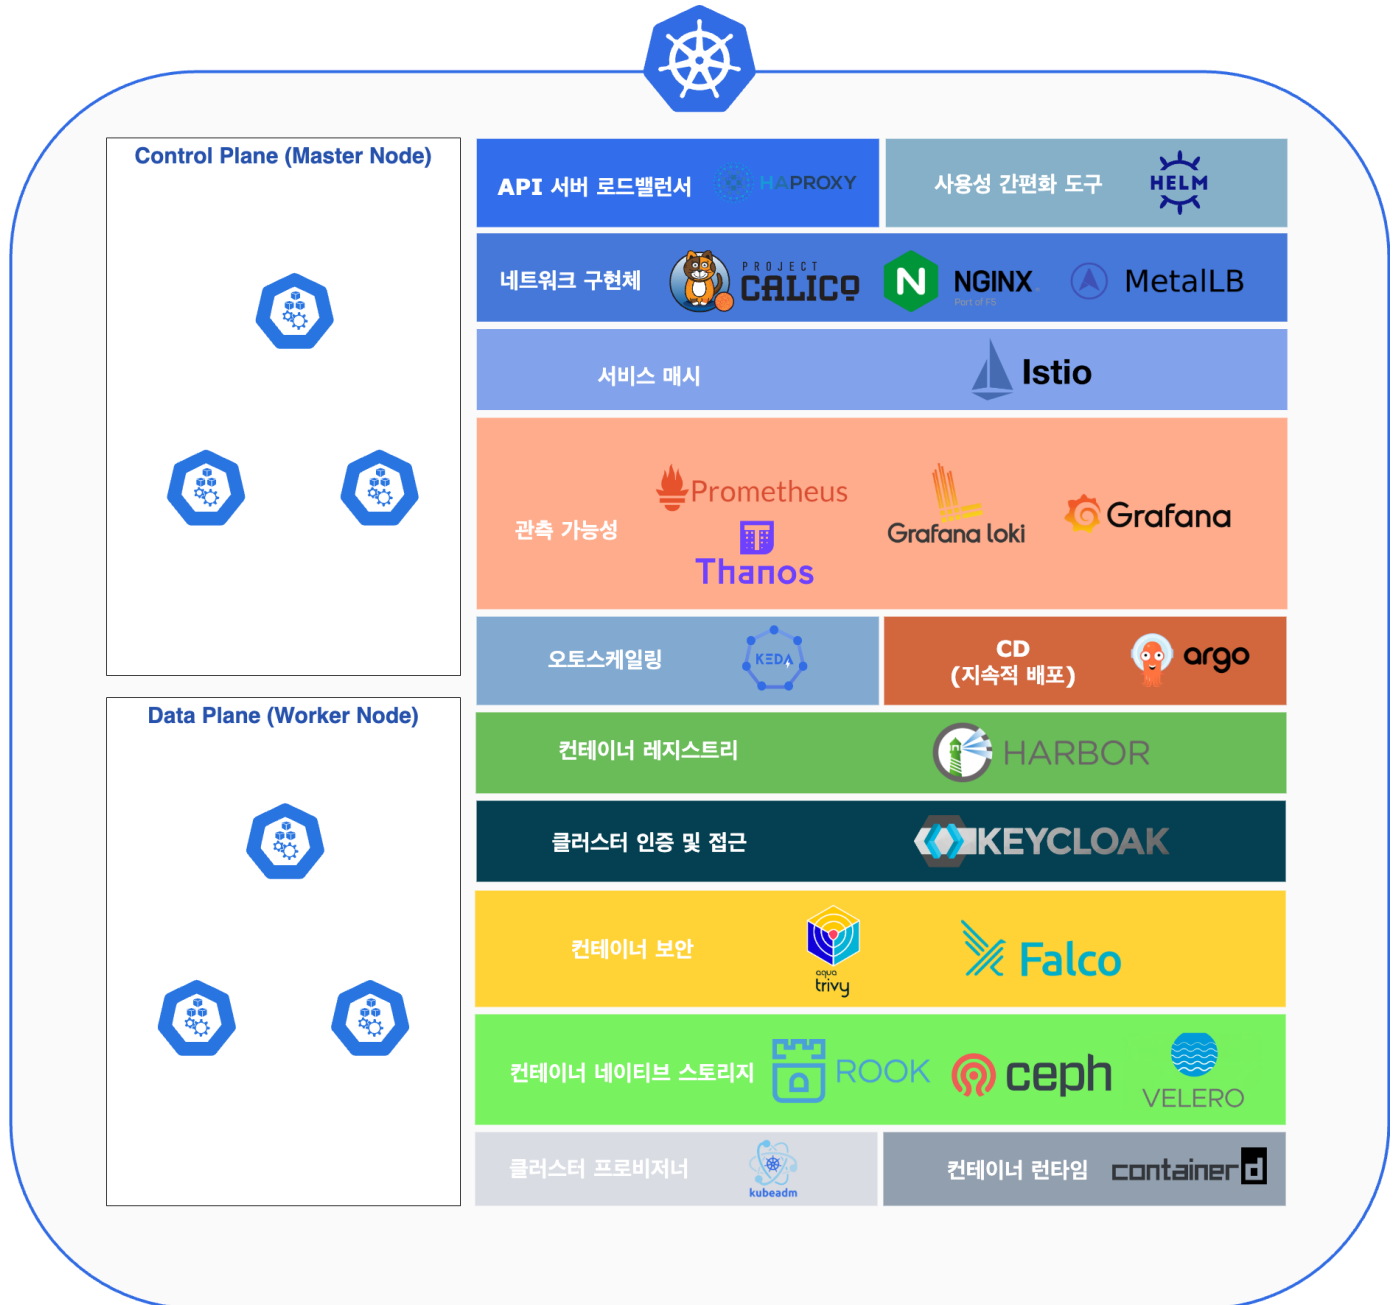 Control Plane (Master Node)
API 서버 로드밸런서
HAPROXY
사용성 간편화 도구
HELM
네트워크 구현체
PROJECT
CALICO
N
NGINX
Part of F5
MetalLB
서비스 매시
Istio
관측 가능성
Prometheus
Thanos
Grafana loki
Grafana
오토스케일링
KEDA
CD
(지속적 배포)
argo
Data Plane (Worker Node)
컨테이너 레지스트리
HARBOR
클러스터 인증 및 접근
KEYCLOAK
컨테이너 보안
aqua
trivy
Falco
컨테이너 네이티브 스토리지
ROOK
ceph
VELERO
클러스터 프로비저너
kubeadm
컨테이너 런타임
containerd